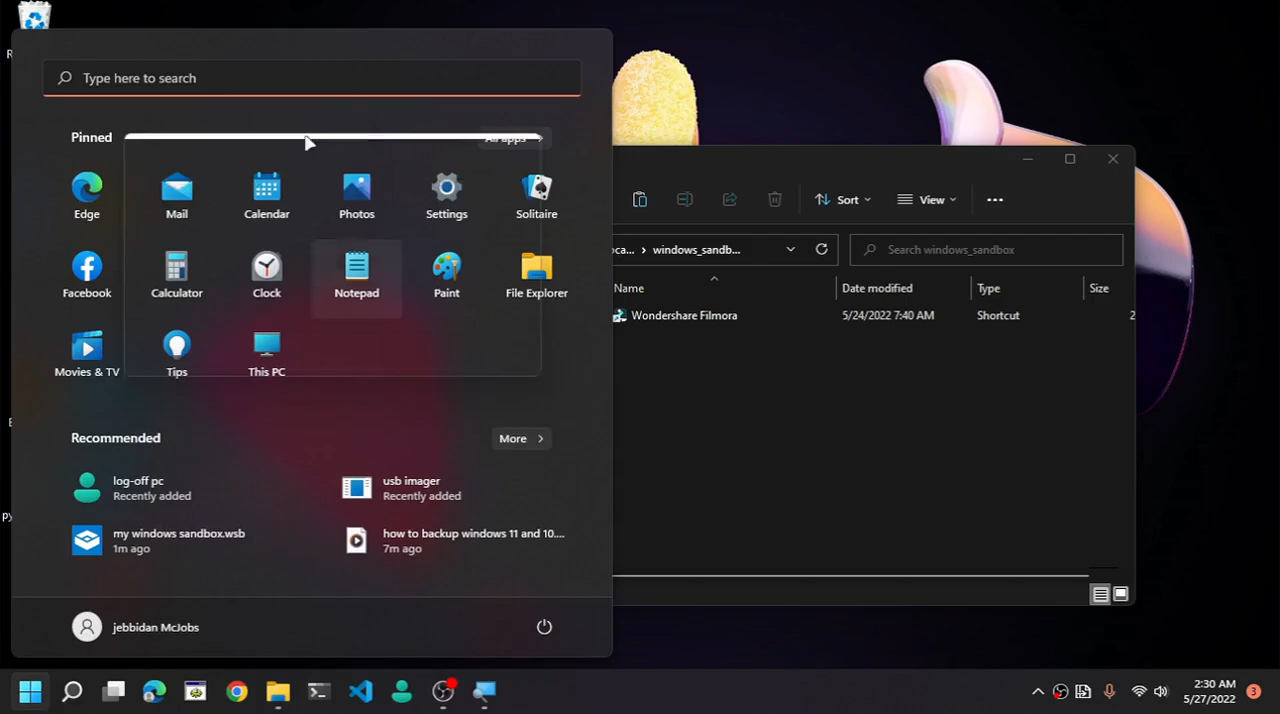 R
Type here to search
Pinned
All apps
Edge
Mail
Calendar
Photos
Settings
Solitaire
Facebook
Calculator
Clock
Notepad
Paint
File Explorer
Movies & TV
Tips
This PC
Recommended
More
log-off pc
Recently added
usb imager
Recently added
my windows sandbox.wsb
1m ago
how to backup windows 11 and 10....
7m ago
jebbidan McJobs
Sort
View
oca...
windows_sandb...
Search windows_sandbox
Name
Date modified
Type
Size
Wondershare Filmora
5/24/2022 7:40 AM
Shortcut
2
E
py
2:30 AM
5/27/2022
3